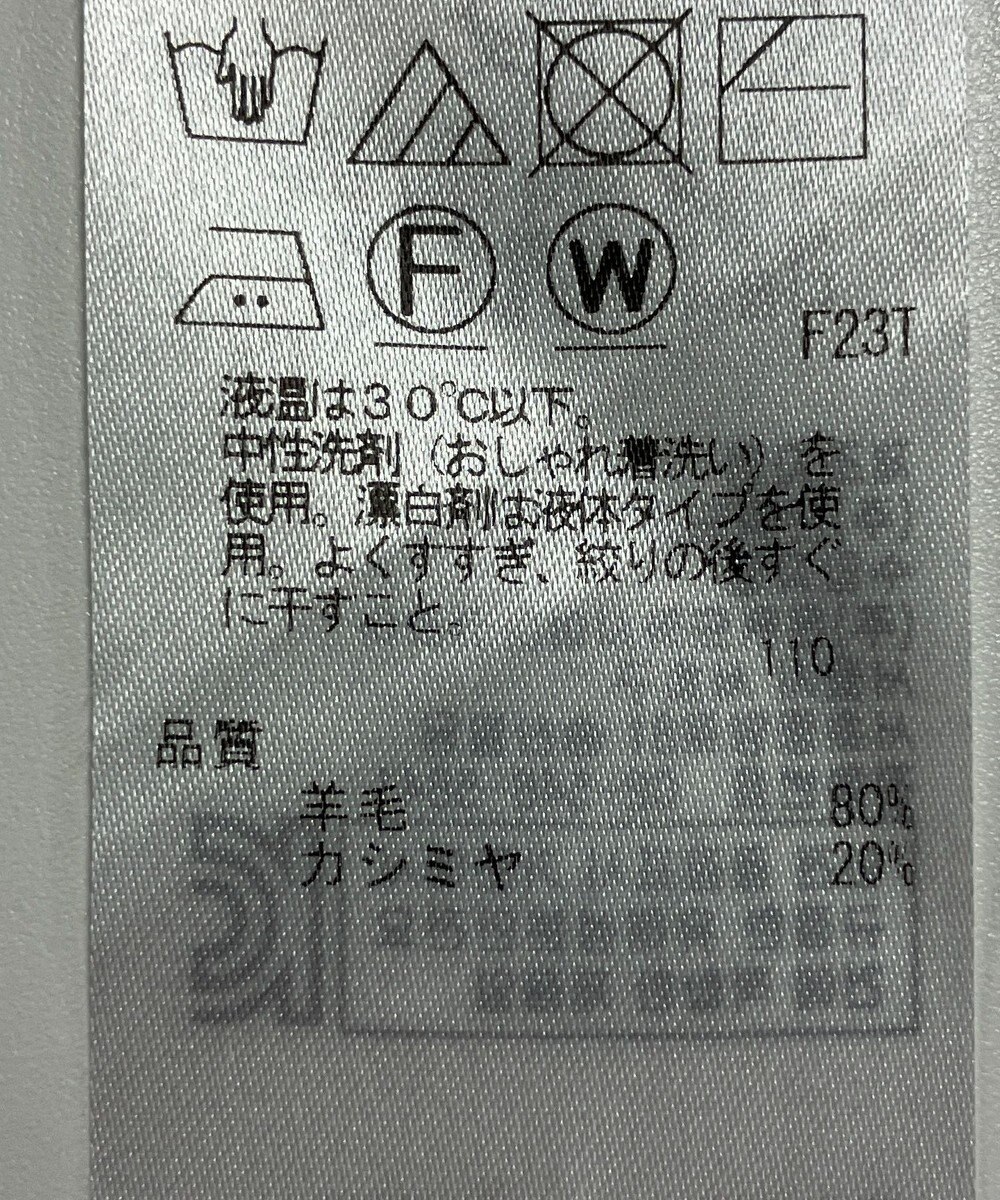 F W
F23T
液温は30℃以下。
中性洗剤(おしゃれ着洗い)を
使用。漂白剤は液体タイプを使
用。よくすすぎ、絞りの後すぐ
に干すこと。
110
品質
羊毛 80%
カシミヤ 20%